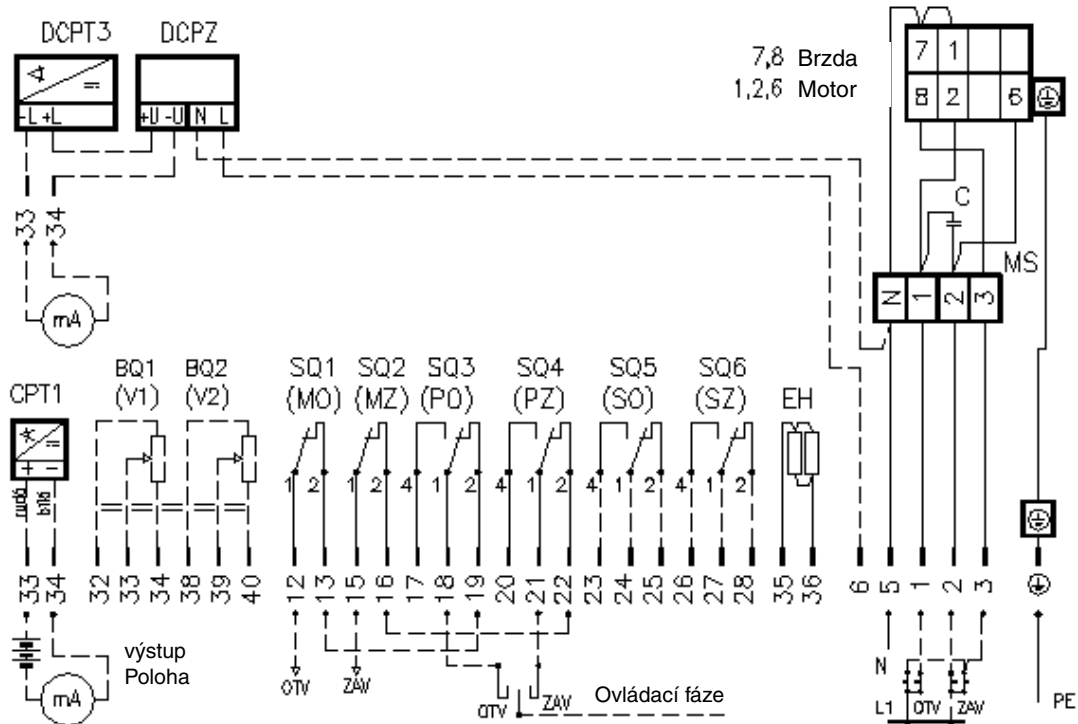 DCPT3 DCPZ
7,8 Brzda
1,2,6 Motor
7 1
8 2 6
-L +L
+U -U N L
33 34
C
MS
mA
N 1 2 3
CPT1
BQ1 BQ2 SQ1 SQ2 SQ3 SQ4 SQ5 SQ6 EH
(V1) (V2) (MO) (MZ) (PO) (PZ) (SO) (SZ)
+ -
rudá bílá
1 2 1 2 4 1 2 4 1 2 4 1 2 4 1 2
33 34 32 33 34 38 39 40 12 13 15 16 17 18 19 20 21 22 23 24 25 26 27 28 35 36 6 5 1 2 3
výstup
Poloha
mA
OTV ZAV
OTV ZAV Ovládací fáze
N
L1 OTV ZAV
PE